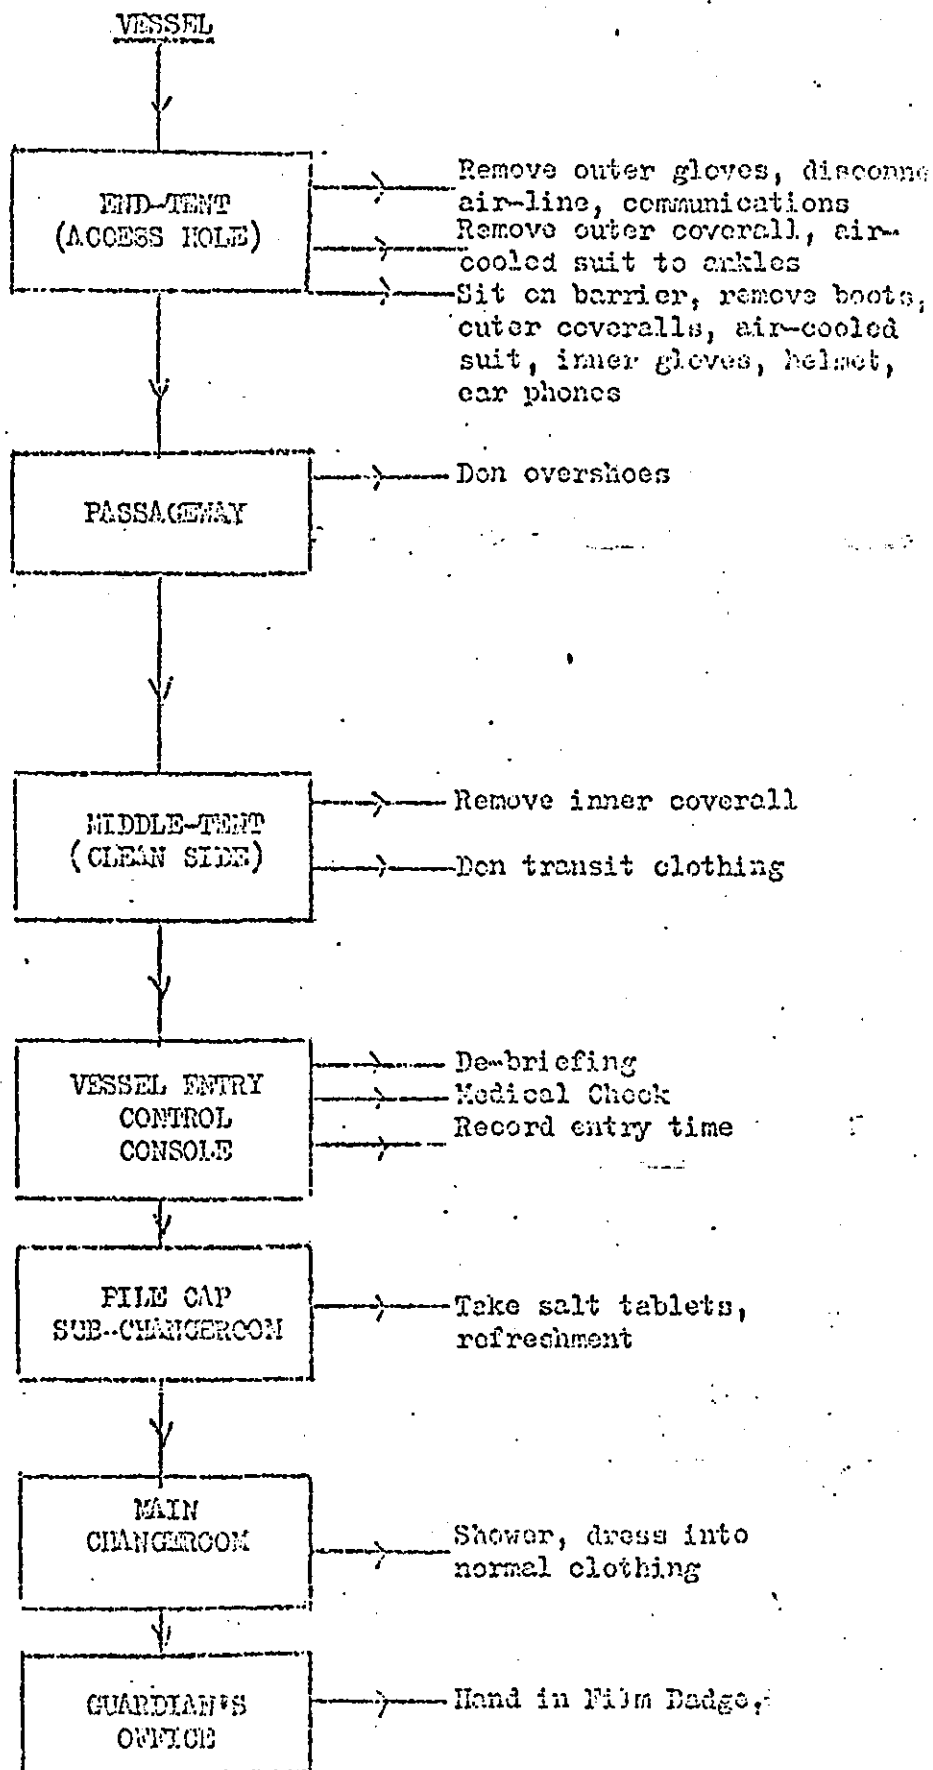 VESSEL
END-TENT
(ACCESS HOLE)
Remove outer gloves, disconne
air-line, communications
Remove outer coverall, air-
cooled suit to ankles
Sit on barrier, remove boots,
outer coveralls, air-cooled
suit, inner gloves, helmet,
ear phones
PASSAGEWAY
Don overshoes
MIDDLE-TENT
(CLEAN SIDE)
Remove inner coverall
Don transit clothing
VESSEL ENTRY
CONTROL
CONSOLE
De-briefing
Medical Check
Record entry time
PILE CAP
SUB-CHANGEROOM
Take salt tablets,
refreshment
MAIN
CHANGEROOM
Shower, dress into
normal clothing
GUARDIAN'S
OFFICE
Hand in Film Badge.